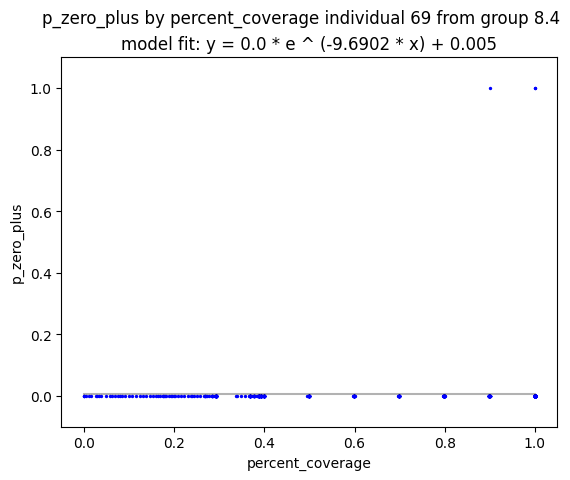 p_zero_plus by percent_coverage individual 69 from group 8.4
model fit: y = 0.0 * e ^ (-9.6902 * x) + 0.005
1.0
0.8
0.6
0.4
0.2
0.0
p_zero_plus
0.0 0.2 0.4 0.6 0.8 1.0
percent_coverage